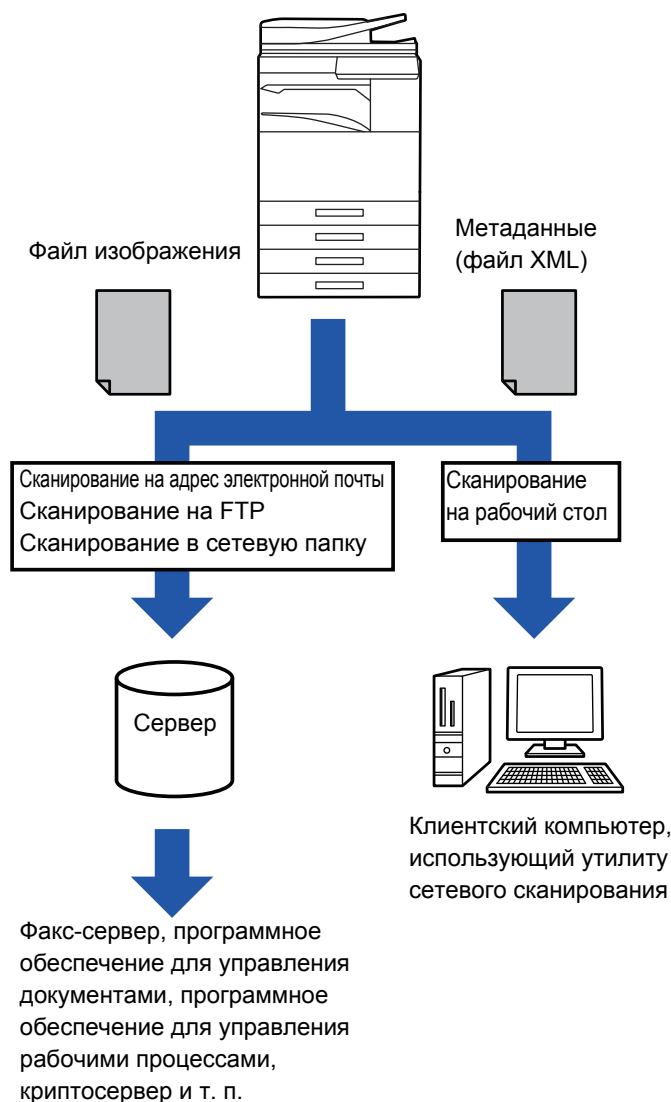 Файл изображения
Метаданные
(файл XML)
Сканирование на адрес электронной почты
Сканирование на FTP
Сканирование в сетевую папку
Сканирование
на рабочий стол
Сервер
Клиентский компьютер,
использующий утилиту
сетевого сканирования
Факс-сервер, программное
обеспечение для управления
документами, программное
обеспечение для управления
рабочими процессами,
криптосервер и т. п.